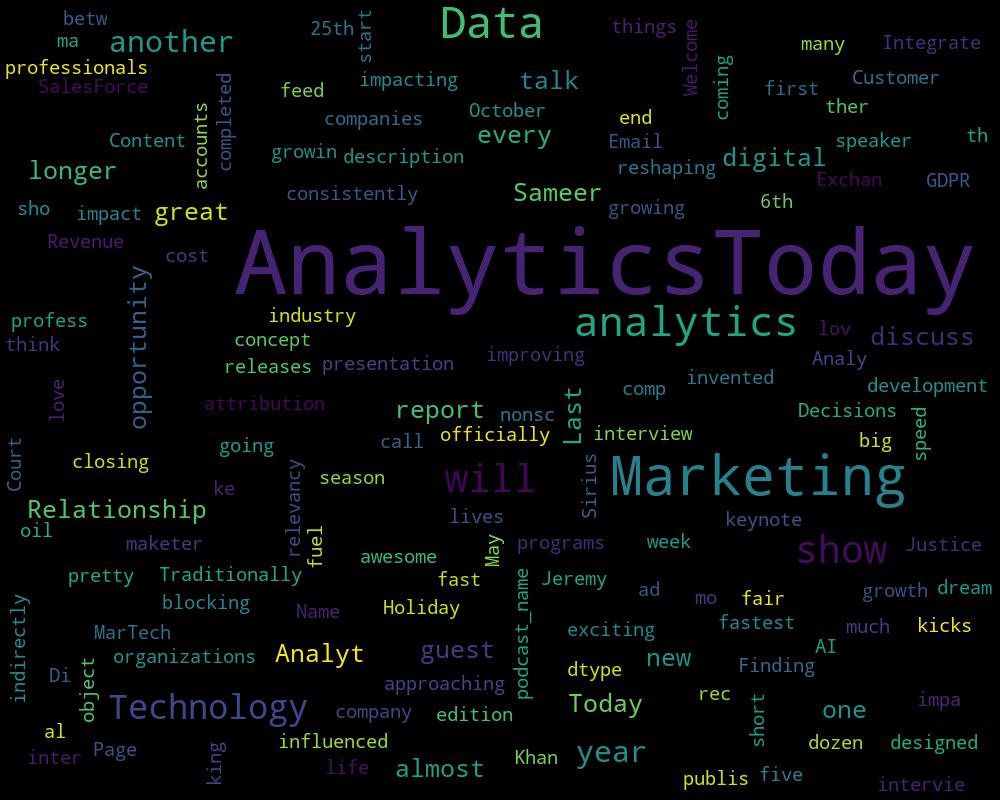 betw
25th
start
Data
things
Welcome
many
Integrate
ma
another
professionals
SalesForce
completed
impacting
talk
coming
first
Customer
feed
October
ther
accounts
companies
every
end
Email
speaker
th
Content
growin
description
reshaping
digital
longer
consistently
Sameer
Exchan
GDPR
sho
impact
great
growing
6th
Revenue
cost
AnalyticsToday
opportunity
profess
industry
analytics
lov
discuss
think
concept
releases
presentation
improving
Analy
love
comp
invented
development
attribution
report
nonsc
Last
Decisions
speed
Court
going
call
officially
interview
big
closing
relevancy
season
will
Sirius
Marketing
ke
Relationship
lives
keynote
oil
maketer
fuel
May
programs
week
show
Justice
awesome
pretty
Traditionally
fast
podcast_name
Jeremy
ad
mo
fair
growth
dream
indirectly
blocking
Name
Holiday
MarTech
exciting
fastest
much
kicks
organizations
Analyt
guest
new
AI
Di
object
dtype
Finding
approaching
Technology
company
edition
Today
rec
short
one
impa
al
influenced
year
dozen
designed
inter
Page
king
life
almost
Khan
publis
five
intervie